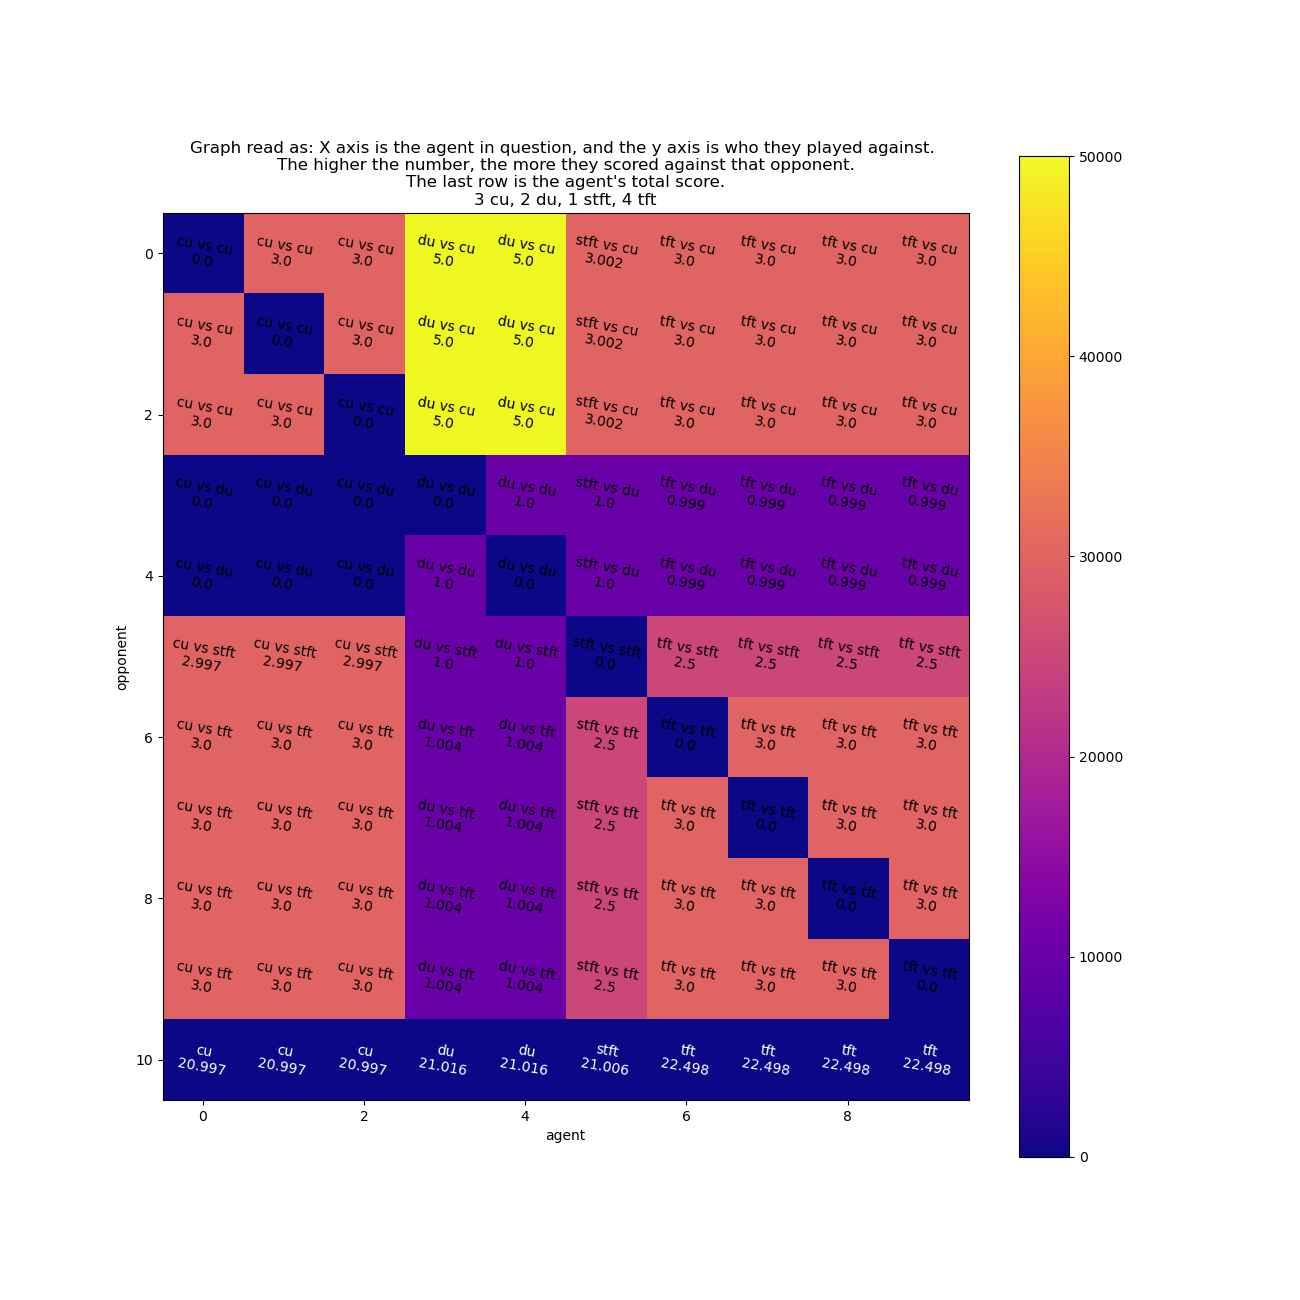 Graph read as: X axis is the agent in question, and the y axis is who they played against.
The higher the number, the more they scored against that opponent.
The last row is the agent's total score.
3 cu, 2 du, 1 stft, 4 tft
cu vs cu cu vs cu cu vs cu du vs cu du vs cu stft vs cu tft vs cu tft vs cu tft vs cu tft vs cu
0 0.0 3.0 3.0 5.0 5.0 3.002 3.0 3.0 3.0 3.0
cu vs cu cu vs cu cu vs cu du vs cu du vs cu stft vs cu tft vs cu tft vs cu tft vs cu tft vs cu
3.0 0.0 3.0 5.0 5.0 3.002 3.0 3.0 3.0 3.0
cu vs cu cu vs cu cu vs cu du vs cu du vs cu stft vs cu tft vs cu tft vs cu tft vs cu tft vs cu
2 3.0 3.0 0.0 5.0 5.0 3.002 3.0 3.0 3.0 3.0
cu vs du cu vs du cu vs du du vs du du vs du stft vs du tft vs du tft vs du tft vs du tft vs du
0.0 0.0 0.0 0.0 1.0 1.0 0.999 0.999 0.999 0.999
cu vs du cu vs du cu vs du du vs du du vs du stft vs du tft vs du tft vs du tft vs du tft vs du
4 0.0 0.0 0.0 1.0 0.0 1.0 0.999 0.999 0.999 0.999
cu vs stft cu vs stft cu vs stft du vs stft du vs stft stft vs stft tft vs stft tft vs stft tft vs stft tft vs stft
2.997 2.997 2.997 1.0 1.0 0.0 2.5 2.5 2.5 2.5
cu vs tft cu vs tft cu vs tft du vs tft du vs tft stft vs tft tft vs tft tft vs tft tft vs tft tft vs tft
6 3.0 3.0 3.0 1.004 1.004 2.5 0.0 3.0 3.0 3.0
cu vs tft cu vs tft cu vs tft du vs tft du vs tft stft vs tft tft vs tft tft vs tft tft vs tft tft vs tft
3.0 3.0 3.0 1.004 1.004 2.5 3.0 0.0 3.0 3.0
cu vs tft cu vs tft cu vs tft du vs tft du vs tft stft vs tft tft vs tft tft vs tft tft vs tft tft vs tft
8 3.0 3.0 3.0 1.004 1.004 2.5 3.0 3.0 0.0 3.0
cu vs tft cu vs tft cu vs tft du vs tft du vs tft stft vs tft tft vs tft tft vs tft tft vs tft tft vs tft
3.0 3.0 3.0 1.004 1.004 2.5 3.0 3.0 3.0 0.0
cu cu cu du du stft tft tft tft tft
10 20.997 20.997 20.997 21.016 21.016 21.006 22.498 22.498 22.498 22.498
0 2 4 6 8
agent
opponent
50000
40000
30000
20000
10000
0